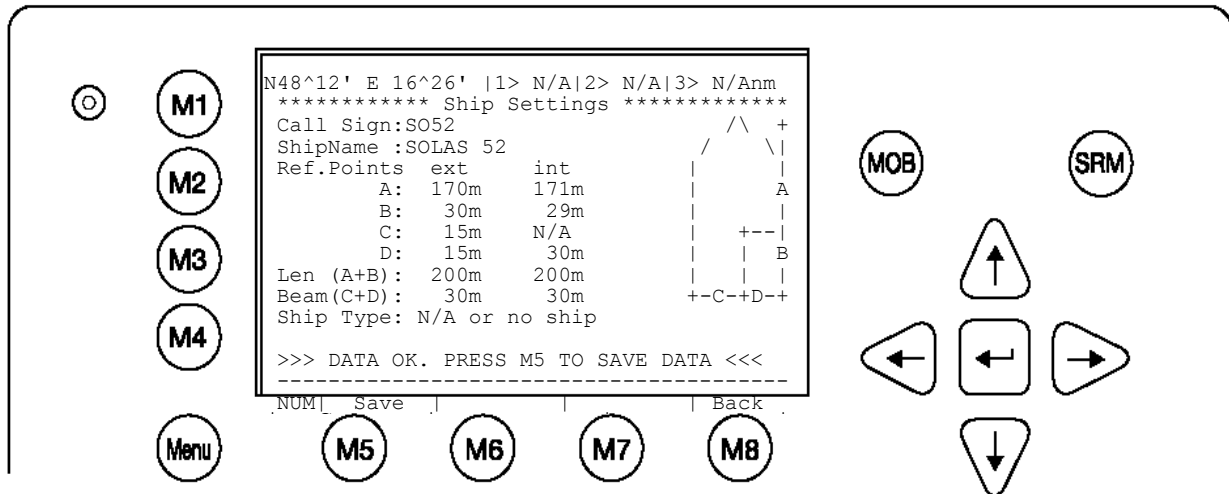 N48^12' E 16^26' |1> N/A|2> N/A|3> N/Anm
************ Ship Settings *************
Call Sign:SO52 /\ +
ShipName :SOLAS 52 / \|
Ref.Points ext int | |
A: 170m 171m | A
B: 30m 29m | |
C: 15m N/A | +--|
D: 15m 30m | | B
Len (A+B): 200m 200m | | |
Beam(C+D): 30m 30m +-C-+D-+
Ship Type: N/A or no ship
>>> DATA OK. PRESS M5 TO SAVE DATA <<<
----------------------------------------
NUM| Save | | | Back
M1
M2
M3
M4
Menu
M5
M6
M7
M8
MOB
SRM